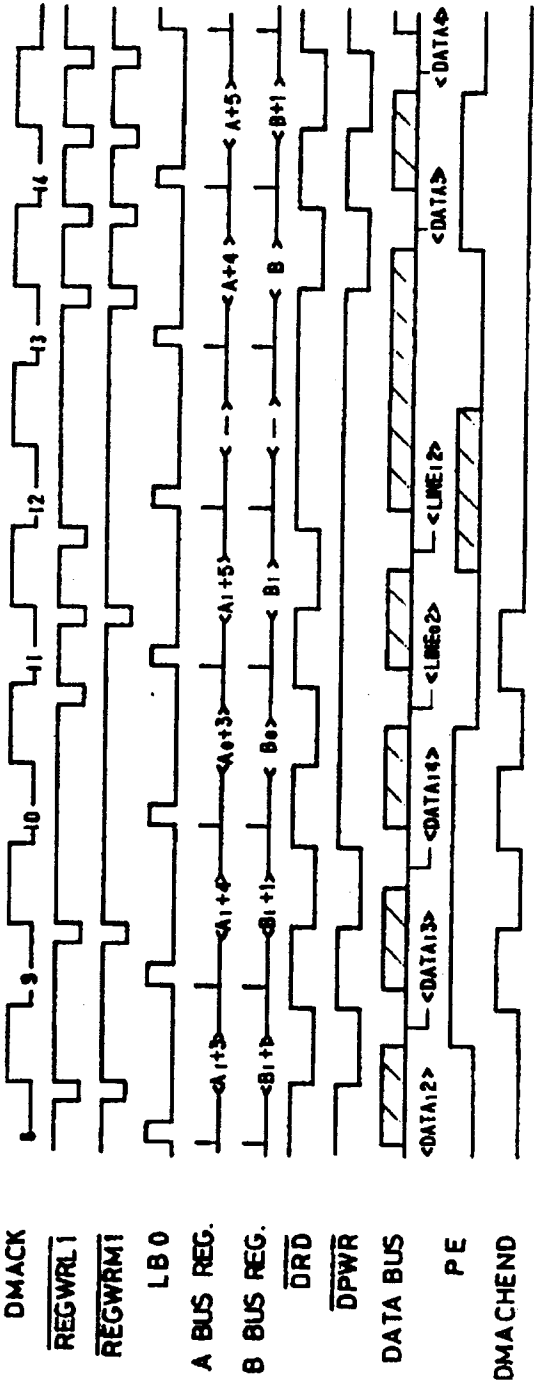 DMACK 8 9 10 11 12 13 14
REGWRL1
REGWRM1
LB0
A BUS REG. <A1+3> <A1+4> <A0+3> <A1+5> <---> <A+4> <A+5>
B BUS REG. <B1+1> <B1+1> <B0> <B1> <---> <B> <B+1>
DRD
DPWR
DATA BUS
<DATA12> <DATA13> <DATA14> <LINE02> <LINE12> <DATA3> <DATA4>
PE
DMACHEND